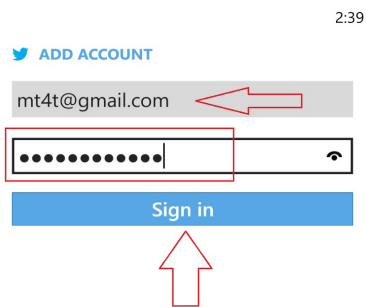 2:39
ADD ACCOUNT
mt4t@gmail.com
●●●●●●●●●●●●
Sign in